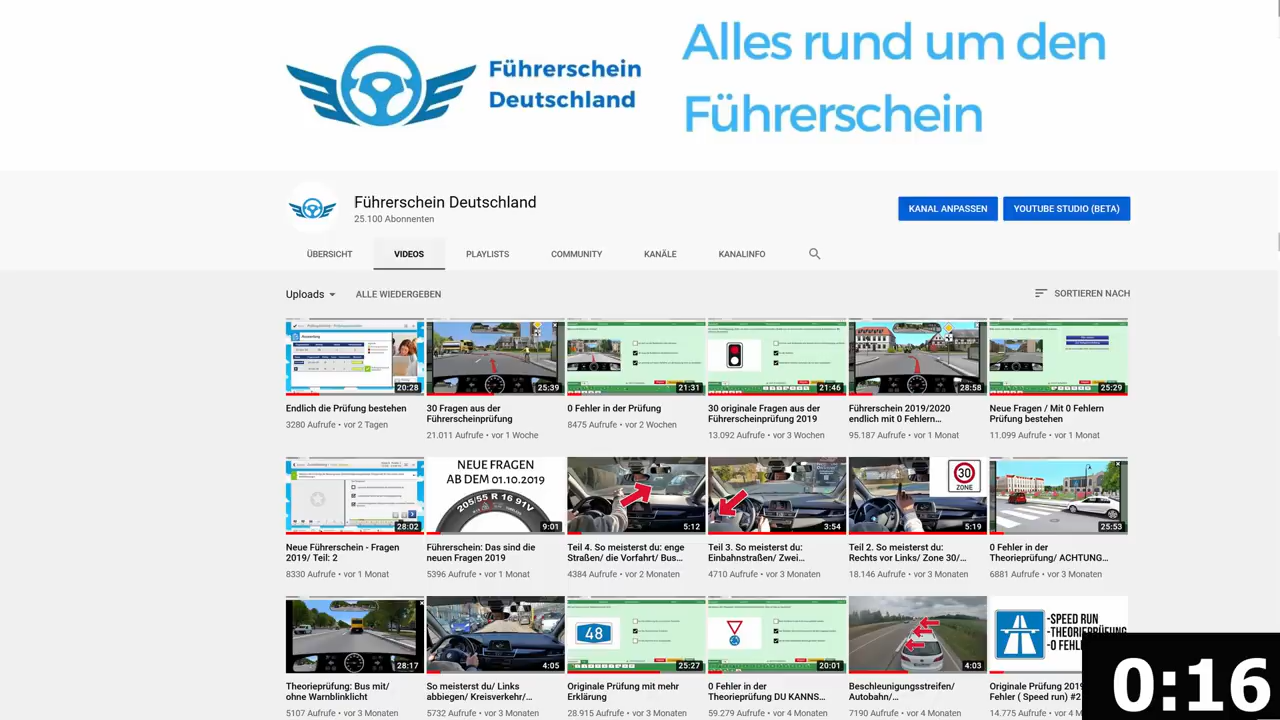 Führerschein
Deutschland
Alles rund um den
Führerschein
Führerschein Deutschland
25.100 Abonnenten
KANAL ANPASSEN
YOUTUBE STUDIO (BETA)
ÜBERSICHT
VIDEOS
PLAYLISTS
COMMUNITY
KANÄLE
KANALINFO
Uploads
ALLE WIEDERGEBEN
SORTIEREN NACH
20:28
25:39
21:31
21:46
28:58
25:29
Endlich die Prüfung bestehen
3280 Aufrufe • vor 2 Tagen
30 Fragen aus der
Führerscheinprüfung
21.011 Aufrufe • vor 1 Woche
0 Fehler in der Prüfung
8475 Aufrufe • vor 2 Wochen
30 originale Fragen aus der
Führerscheinprüfung 2019
13.092 Aufrufe • vor 3 Wochen
Führerschein 2019/2020
endlich mit 0 Fehlern...
95.187 Aufrufe • vor 1 Monat
Neue Fragen / Mit 0 Fehlern
Prüfung bestehen
11.099 Aufrufe • vor 1 Monat
28:02
NEUE FRAGEN
AB DEM 01.10.2019
205/55 R 16 91V
9:01
5:12
3:54
30
ZONE
5:19
25:53
Neue Führerschein - Fragen
2019/ Teil: 2
8330 Aufrufe • vor 1 Monat
Führerschein: Das sind die
neuen Fragen 2019
5396 Aufrufe • vor 1 Monat
Teil 4. So meisterst du: enge
Straßen/ die Vorfahrt/ Bus...
4384 Aufrufe • vor 2 Monaten
Teil 3. So meisterst du:
Einbahnstraßen/ Zwei...
4710 Aufrufe • vor 3 Monaten
Teil 2. So meisterst du:
Rechts vor Links/ Zone 30/...
18.146 Aufrufe • vor 3 Monaten
0 Fehler in der
Theorieprüfung/ ACHTUNG...
6881 Aufrufe • vor 3 Monaten
28:17
4:05
48
25:27
20:01
4:03
-SPEED RUN
-THEORIEPRÜFUNG
-0 FEHLE
Theorieprüfung: Bus mit/
ohne Warnblinklicht
5107 Aufrufe • vor 3 Monaten
So meisterst du/ Links
abbiegen/ Kreisverkehr/...
5732 Aufrufe • vor 3 Monaten
Originale Prüfung mit mehr
Erklärung
28.915 Aufrufe • vor 3 Monaten
0 Fehler in der
Theorieprüfung DU KANNS...
59.279 Aufrufe • vor 4 Monaten
Beschleunigungsstreifen/
Autobahn/...
7190 Aufrufe • vor 4 Monaten
Originale Prüfung 2019
Fehler ( Speed run) #2
14.775 Aufrufe • vor 4 M
0:16